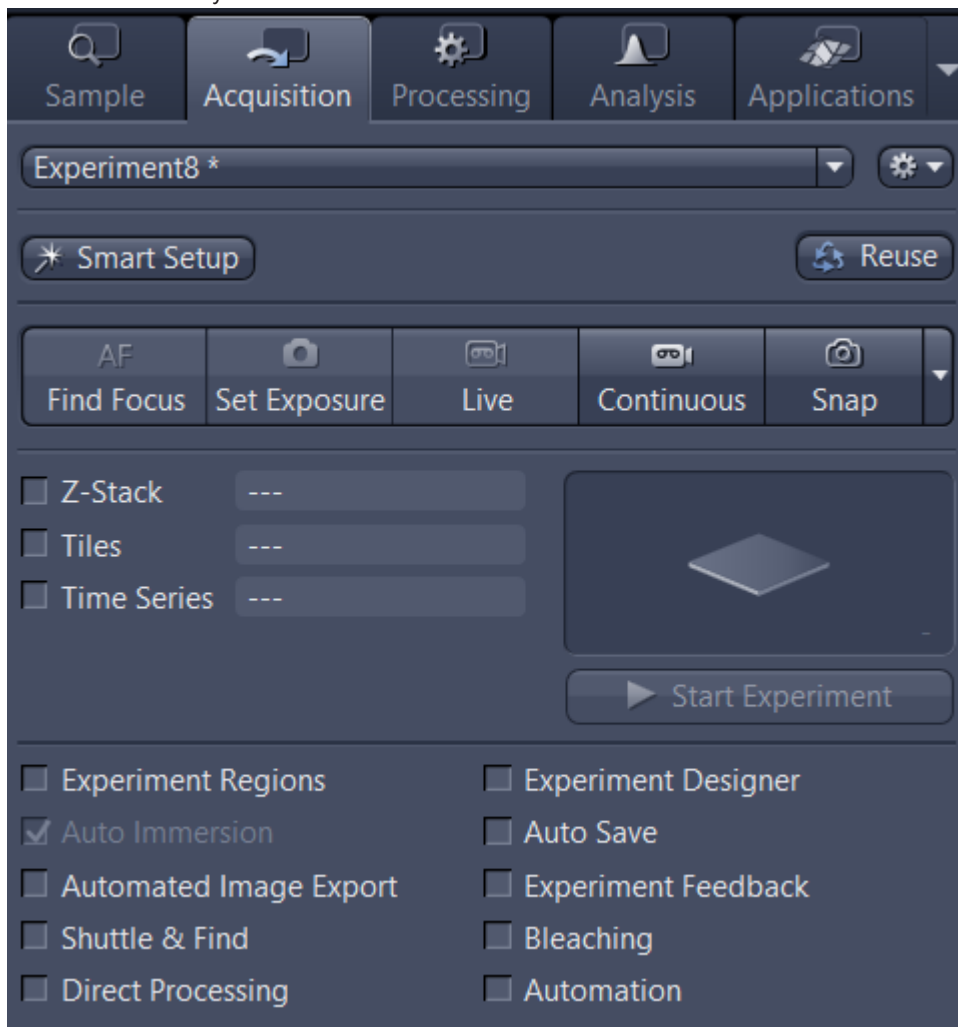 Sample Acquisition Processing Analysis Applications
Experiment8 *
Smart Setup Reuse
AF
Find Focus Set Exposure Live Continuous Snap
Z-Stack ---
Tiles ---
Time Series ---
Start Experiment
Experiment Regions Experiment Designer
Auto Immersion Auto Save
Automated Image Export Experiment Feedback
Shuttle & Find Bleaching
Direct Processing Automation